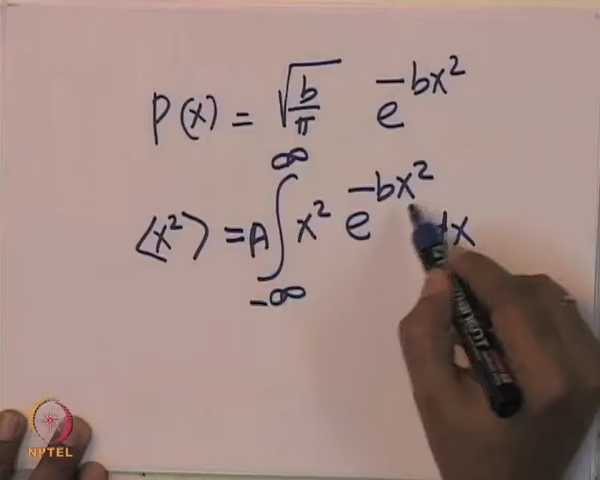 P(x) = √(b/π) e^{-bx²}
⟨x²⟩ = A ∫_{-∞}^{∞} x² e^{-bx²} dx
NPTEL